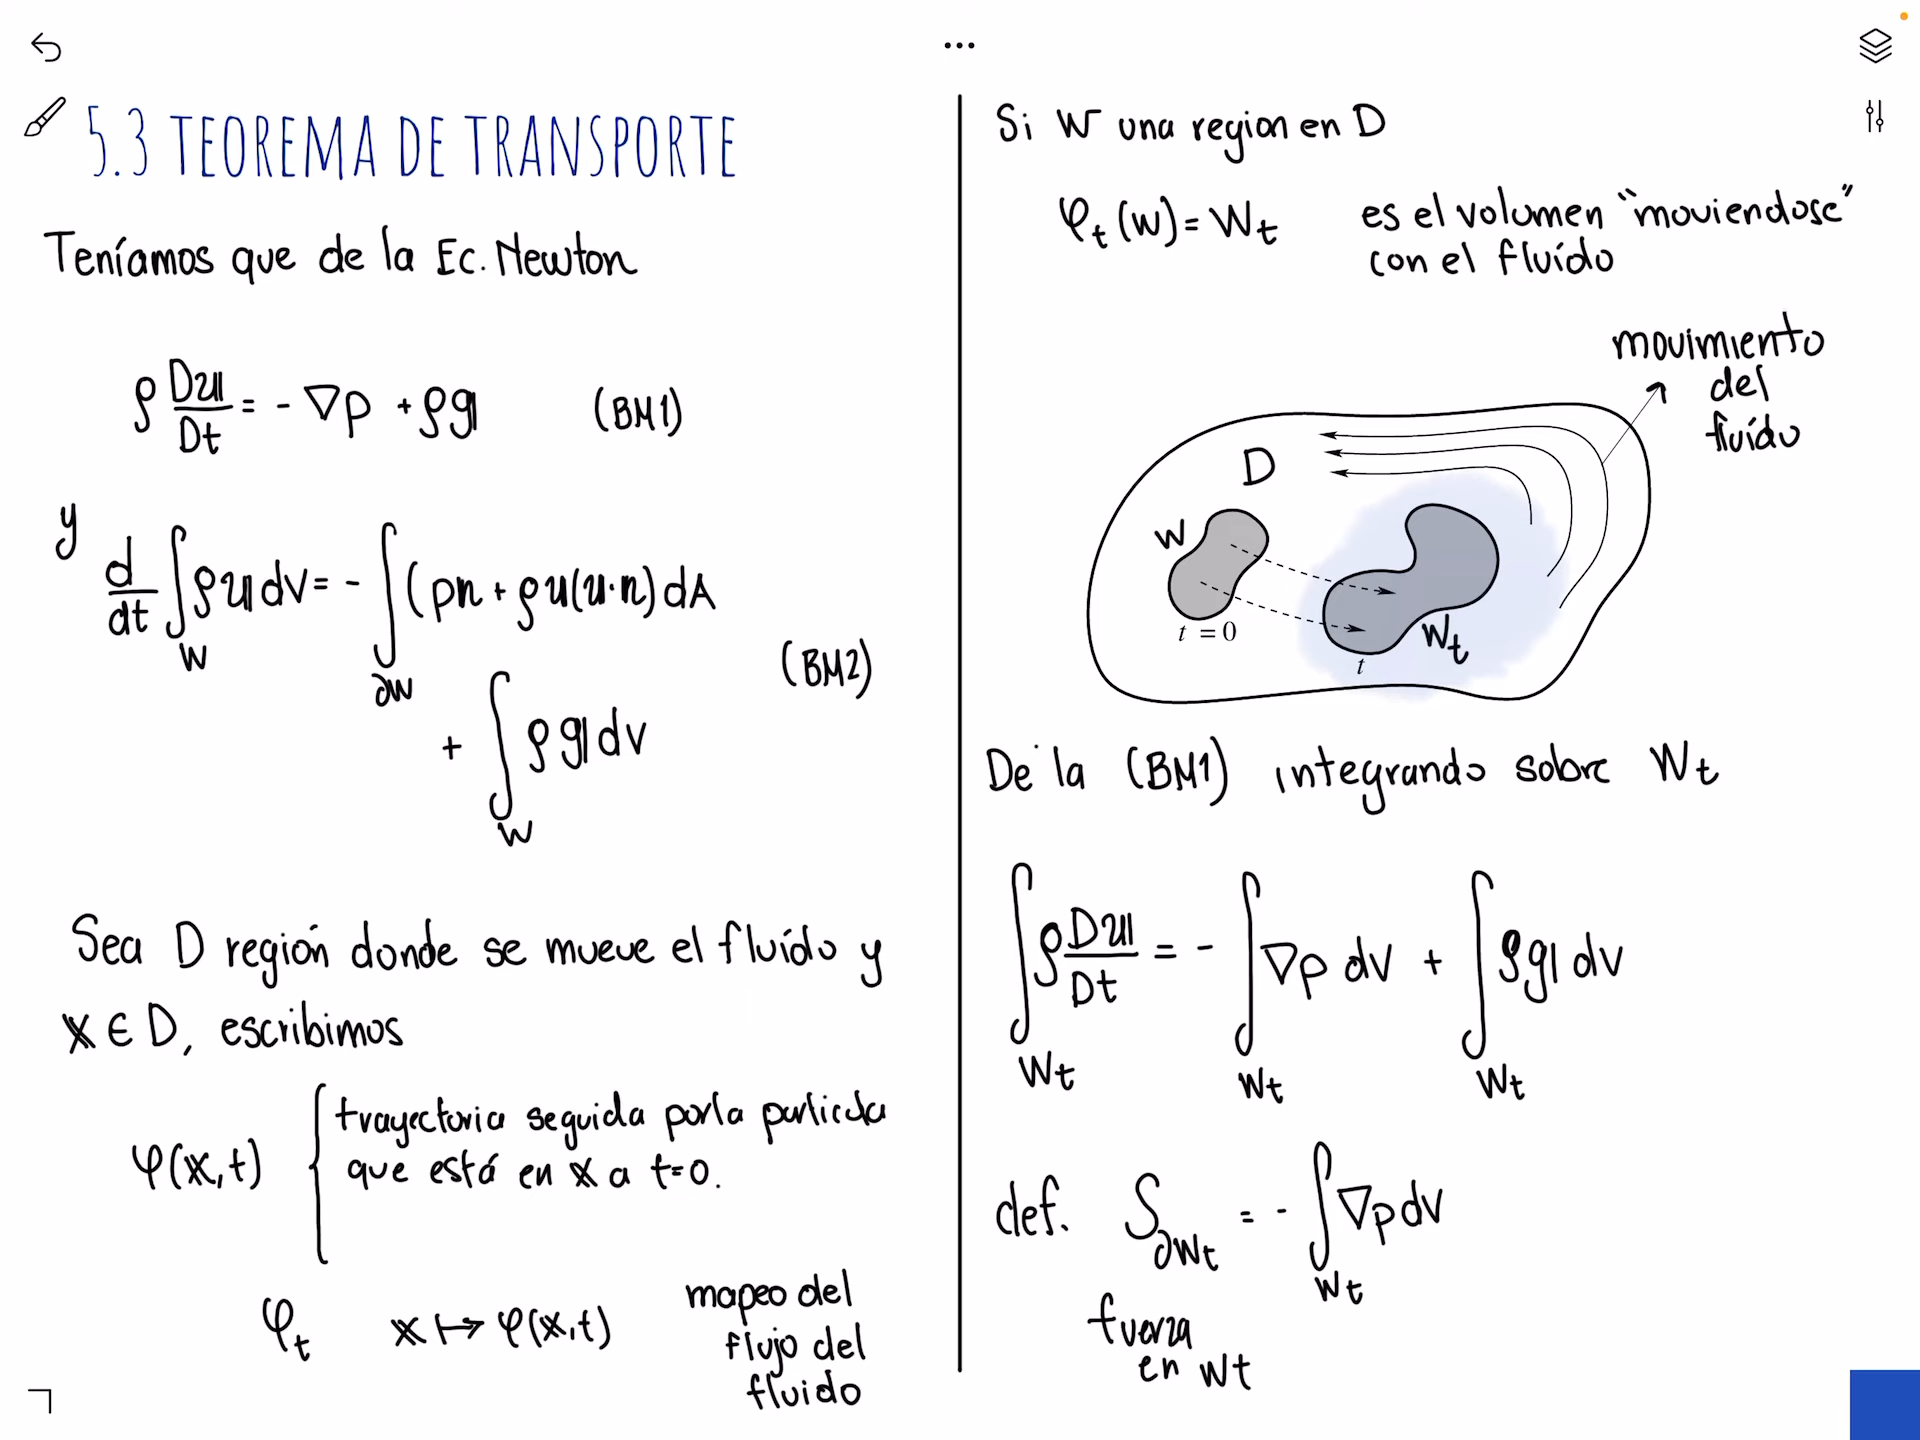 5.3 TEOREMA DE TRANSPORTE
Teníamos que de la Ec. Newton
ρ Du/Dt = - ∇p + ρg (BM1)
y
d/dt ∫_W ρu dV = - ∫_∂W (pn + ρu(u·n) dA
+ ∫_W ρg dV (BM2)
Sea D región donde se mueve el fluído y
x ∈ D, escribimos
φ(x,t) { trayectoria seguida por la particula
que está en x a t=0.
φ_t x ↦ φ(x,t) mapeo del
flujo del
fluido
Si W una region en D
φ_t(W) = W_t es el volumen "moviendose"
con el fluído
movimiento
del
fluído
D
W
t = 0
W_t
t
De la (BM1) integrando sobre W_t
∫_Wt ρ Du/Dt = - ∫_Wt ∇p dV + ∫_Wt ρg dV
def. S_∂Wt = - ∫_Wt ∇p dV
fuerza
en Wt